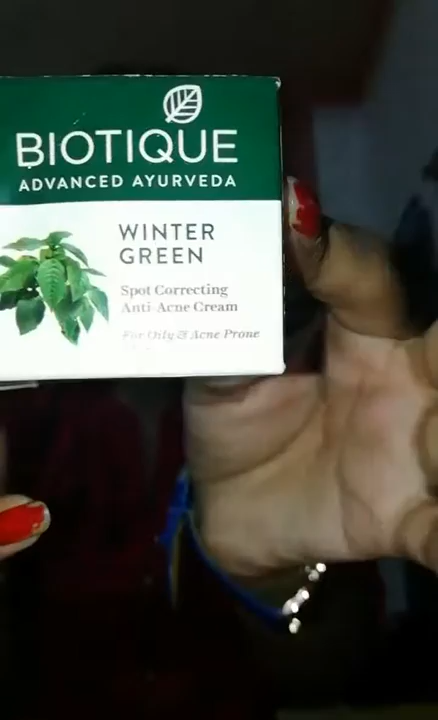 BIOTIQUE
ADVANCED AYURVEDA
WINTER
GREEN
Spot Correcting
Anti-Acne Cream
For Oily & Acne Prone